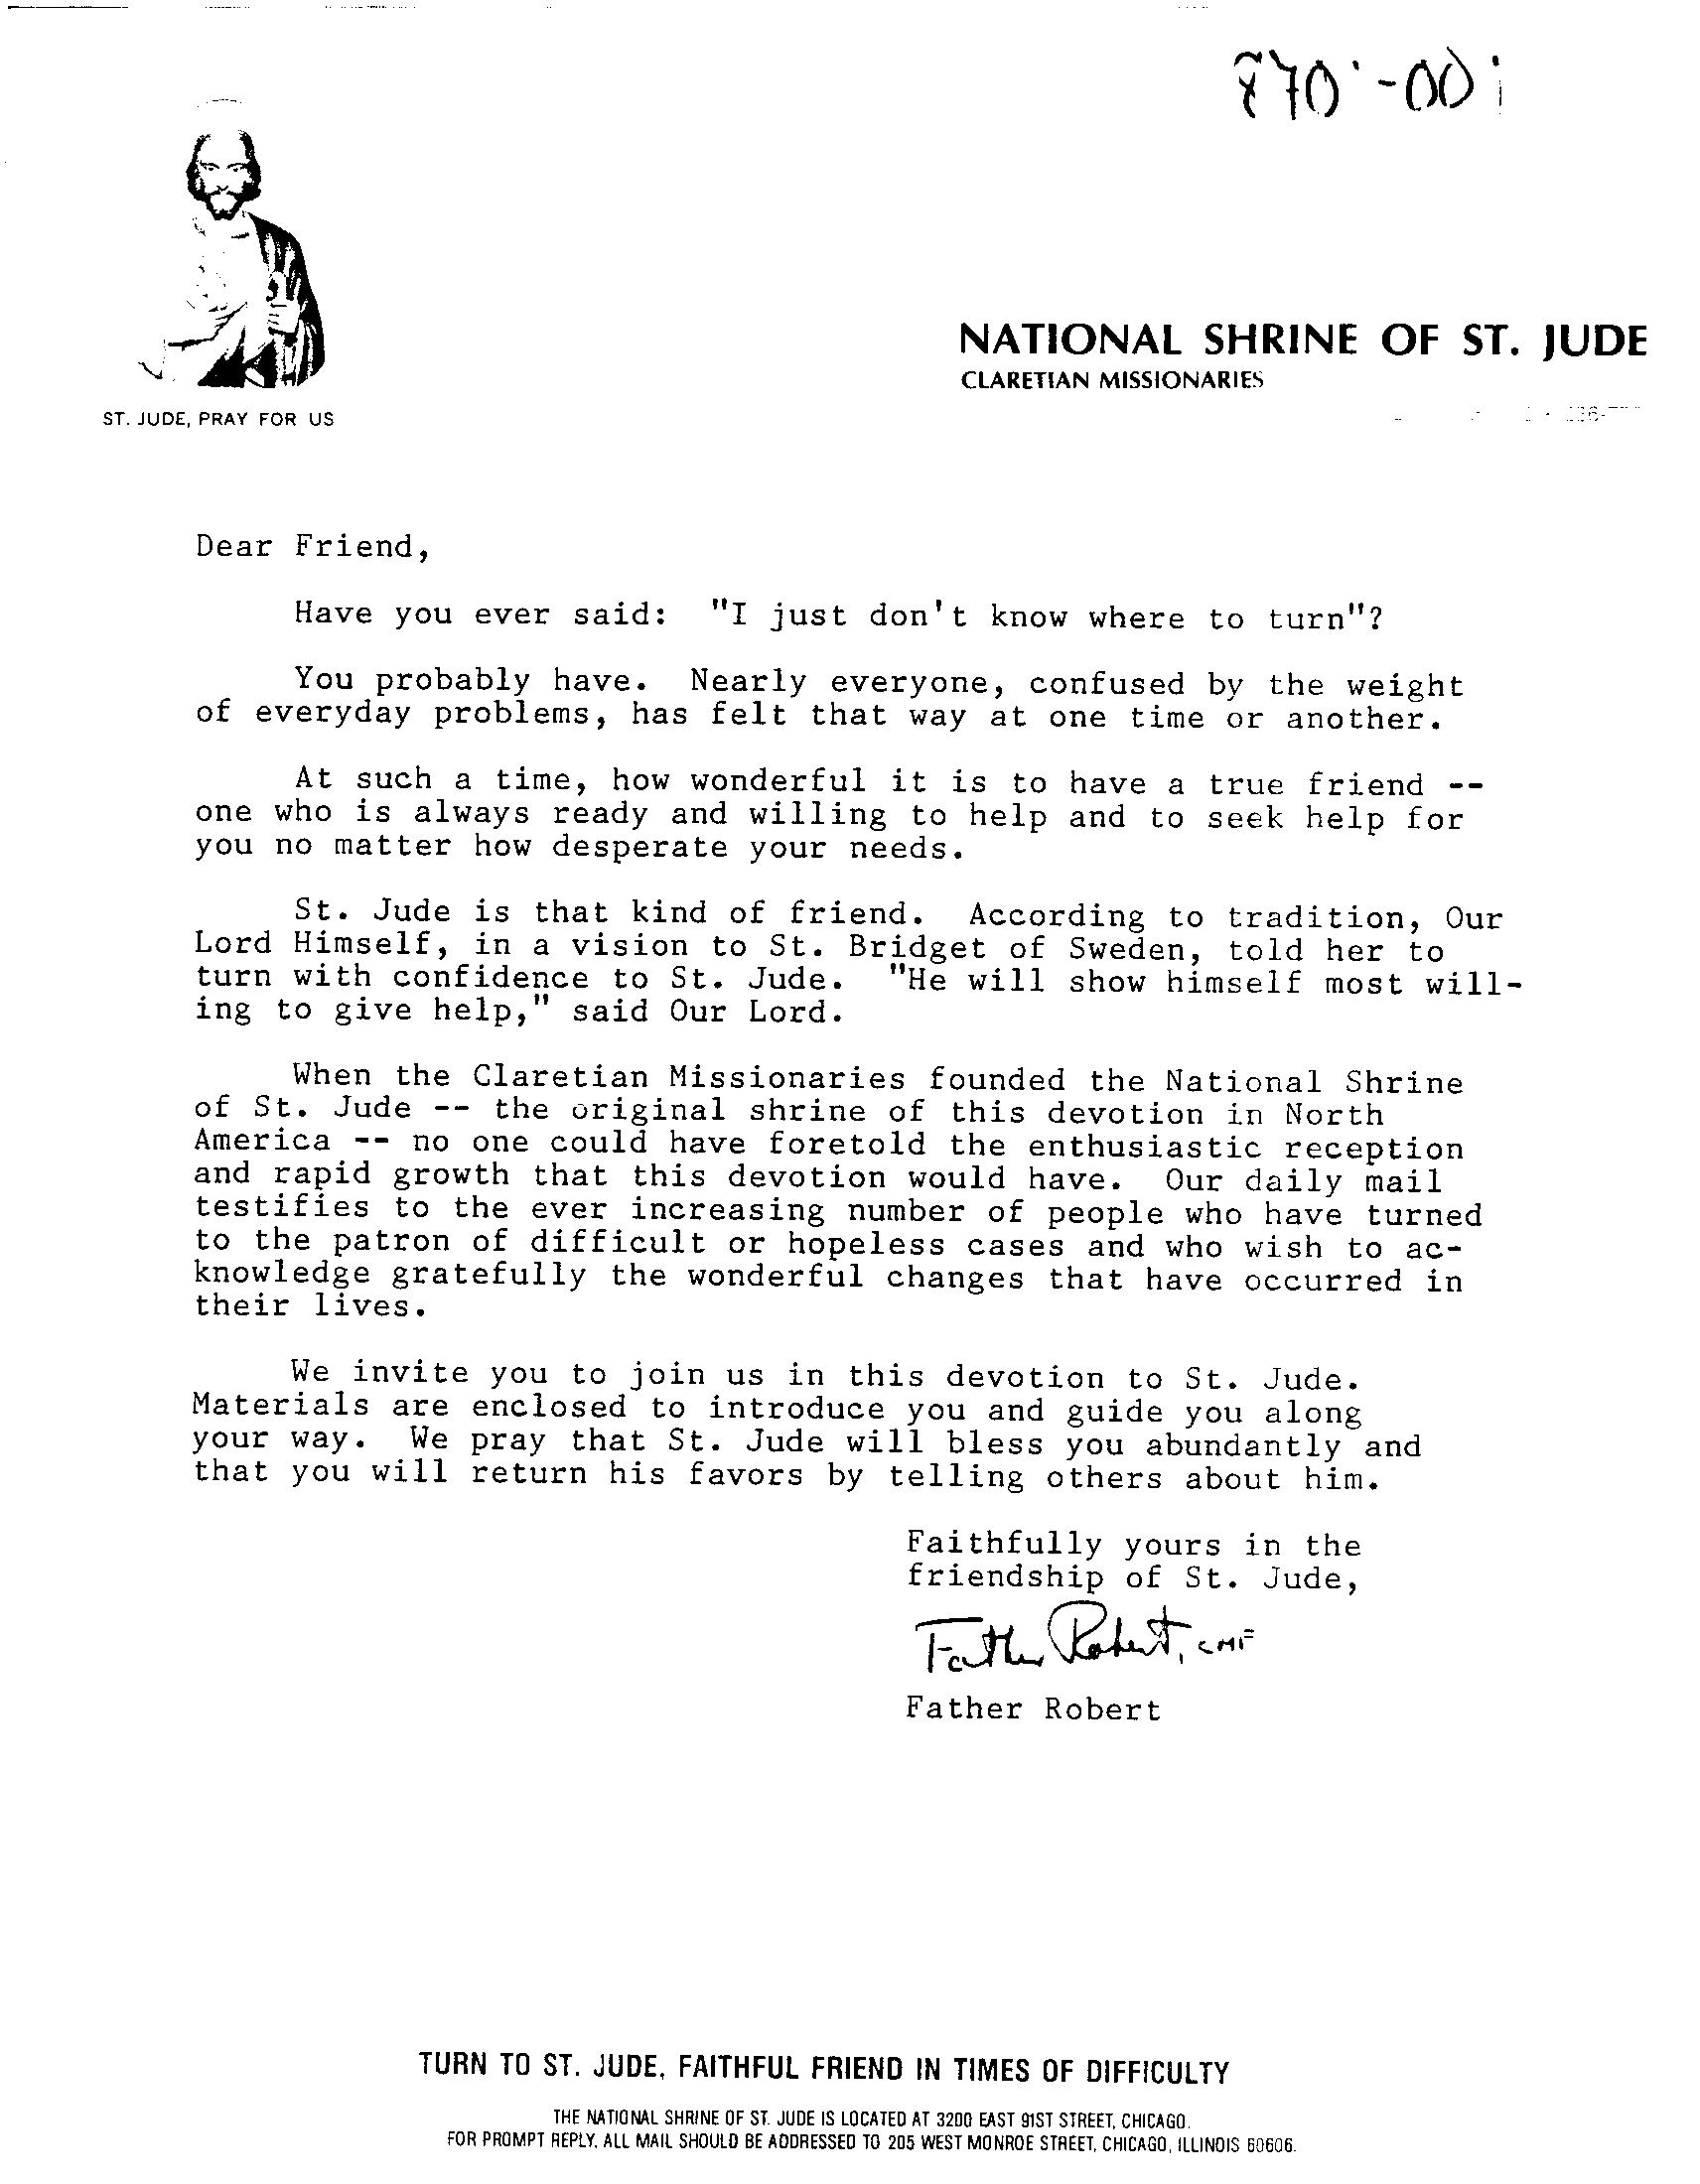 NATIONAL SHRINE OF ST. JUDE
CLARETIAN MISSIONARIES
ST. JUDE, PRAY FOR US
Dear Friend,
Have you ever said: "I just don't know where to turn"?
You probably have. Nearly everyone, confused by the weight
of everyday problems, has felt that way at one time or another.
At such a time, how wonderful it is to have a true friend --
one who is always ready and willing to help and to seek help for
you no matter how desperate your needs.
St. Jude is that kind of friend. According to tradition, Our
Lord Himself, in a vision to St. Bridget of Sweden, told her to
turn with confidence to St. Jude. "He will show himself most will-
ing to give help," said Our Lord.
When the Claretian Missionaries founded the National Shrine
of St. Jude -- the original shrine of this devotion in North
America -- no one could have foretold the enthusiastic reception
and rapid growth that this devotion would have. Our daily mail
testifies to the ever increasing number of people who have turned
to the patron of difficult or hopeless cases and who wish to ac-
knowledge gratefully the wonderful changes that have occurred in
their lives.
We invite you to join us in this devotion to St. Jude.
Materials are enclosed to introduce you and guide you along
your way. We pray that St. Jude will bless you abundantly and
that you will return his favors by telling others about him.
Faithfully yours in the
friendship of St. Jude,
Father Robert, CMF
Father Robert
TURN TO ST. JUDE, FAITHFUL FRIEND IN TIMES OF DIFFICULTY
THE NATIONAL SHRINE OF ST. JUDE IS LOCATED AT 3200 EAST 91ST STREET, CHICAGO.
FOR PROMPT REPLY, ALL MAIL SHOULD BE ADDRESSED TO 205 WEST MONROE STREET, CHICAGO, ILLINOIS 60606.